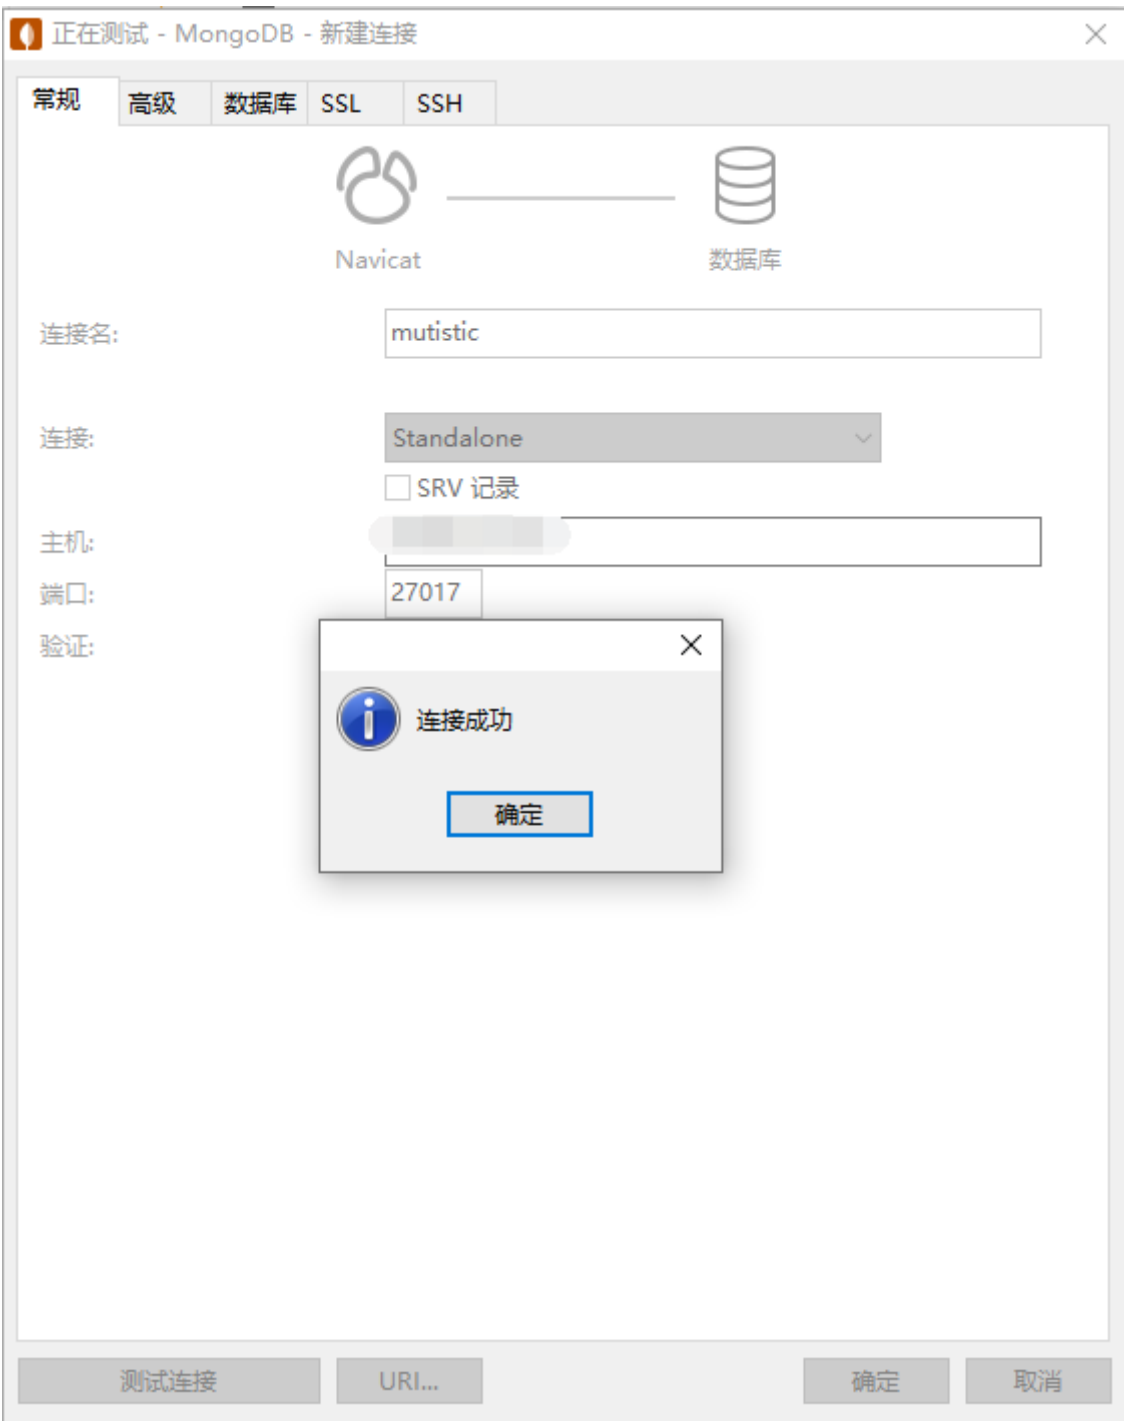 正在测试 - MongoDB - 新建连接
常规 高级 数据库 SSL SSH
Navicat 数据库
连接名: mutistic
连接: Standalone
SRV 记录
主机:
端口: 27017
验证:
连接成功
确定
测试连接 URI... 确定 取消